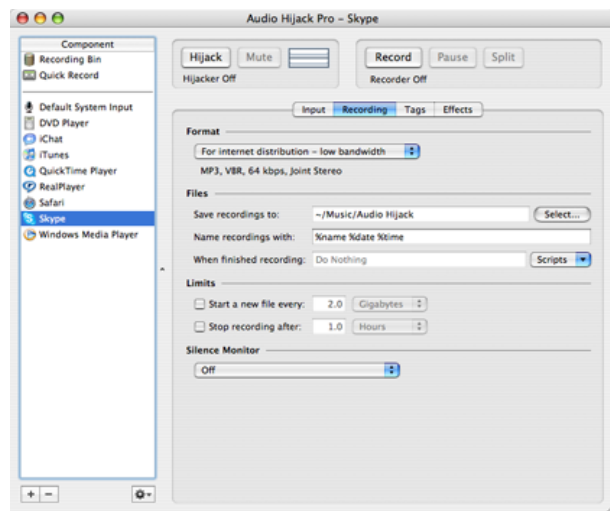 Audio Hijack Pro – Skype
Component
Recording Bin
Quick Record
Default System Input
DVD Player
iChat
iTunes
QuickTime Player
RealPlayer
Safari
Skype
Windows Media Player
Hijack Mute
Hijacker Off
Record Pause Split
Recorder Off
Input Recording Tags Effects
Format
For internet distribution – low bandwidth
MP3, VBR, 64 kbps, Joint Stereo
Files
Save recordings to: ~/Music/Audio Hijack Select...
Name recordings with: %name %date %time
When finished recording: Do Nothing Scripts
Limits
Start a new file every: 2.0 Gigabytes
Stop recording after: 1.0 Hours
Silence Monitor
Off